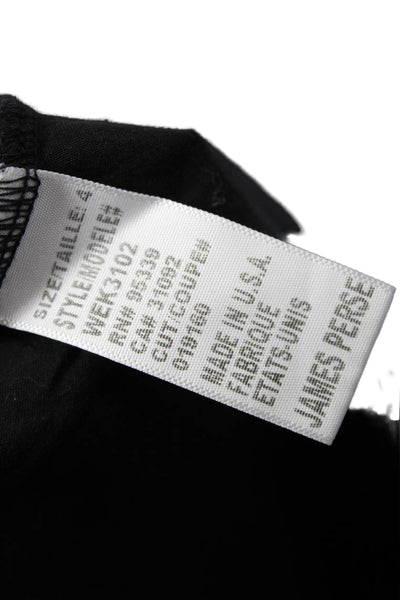 SIZE/TAILLE: 4
STYLE/MODELE#
WEK3102
RN# 95339
CA# 31092
CUT/COUPE#
019160
MADE IN U.S.A.
FABRIQUE
ETATS-UNIS
JAMES PERSE